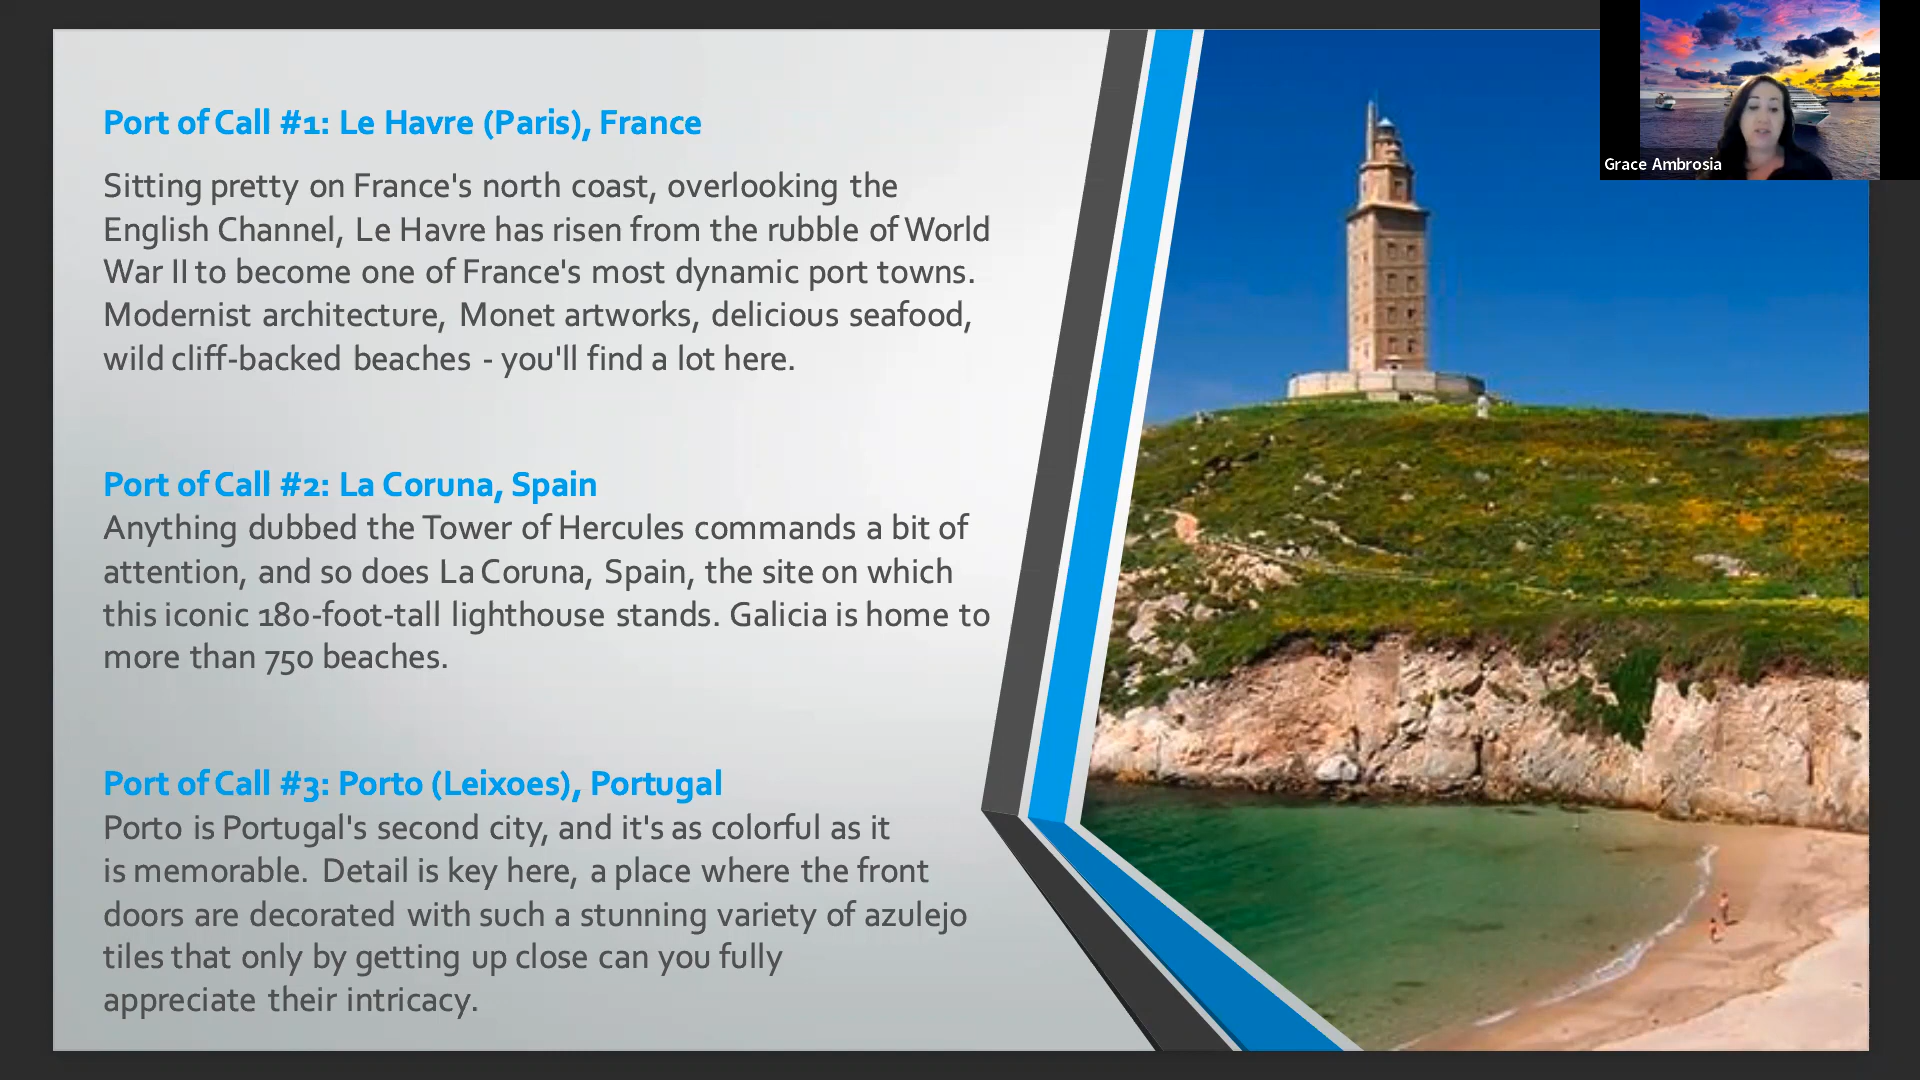 Port of Call #1: Le Havre (Paris), France
Sitting pretty on France's north coast, overlooking the
English Channel, Le Havre has risen from the rubble of World
War II to become one of France's most dynamic port towns.
Modernist architecture, Monet artworks, delicious seafood,
wild cliff-backed beaches - you'll find a lot here.
Port of Call #2: La Coruna, Spain
Anything dubbed the Tower of Hercules commands a bit of
attention, and so does La Coruna, Spain, the site on which
this iconic 180-foot-tall lighthouse stands. Galicia is home to
more than 750 beaches.
Port of Call #3: Porto (Leixoes), Portugal
Porto is Portugal's second city, and it's as colorful as it
is memorable. Detail is key here, a place where the front
doors are decorated with such a stunning variety of azulejo
tiles that only by getting up close can you fully
appreciate their intricacy.
Grace Ambrosia